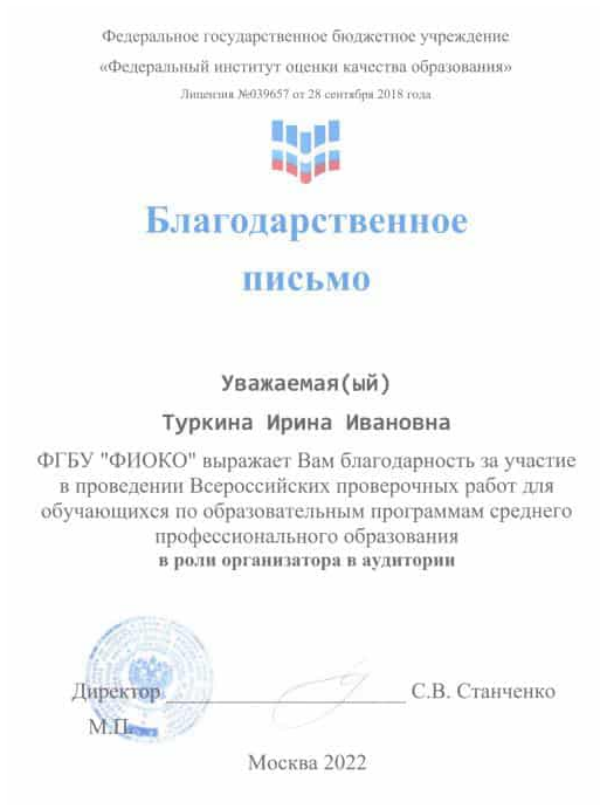 Федеральное государственное бюджетное учреждение
«Федеральный институт оценки качества образования»
Лицензия №039657 от 28 сентября 2018 года
Благодарственное
письмо
Уважаемая(ый)
Туркина Ирина Ивановна
ФГБУ "ФИОКО" выражает Вам благодарность за участие
в проведении Всероссийских проверочных работ для
обучающихся по образовательным программам среднего
профессионального образования
в роли организатора в аудитории
Директор С.В. Станченко
М.П.
Москва 2022